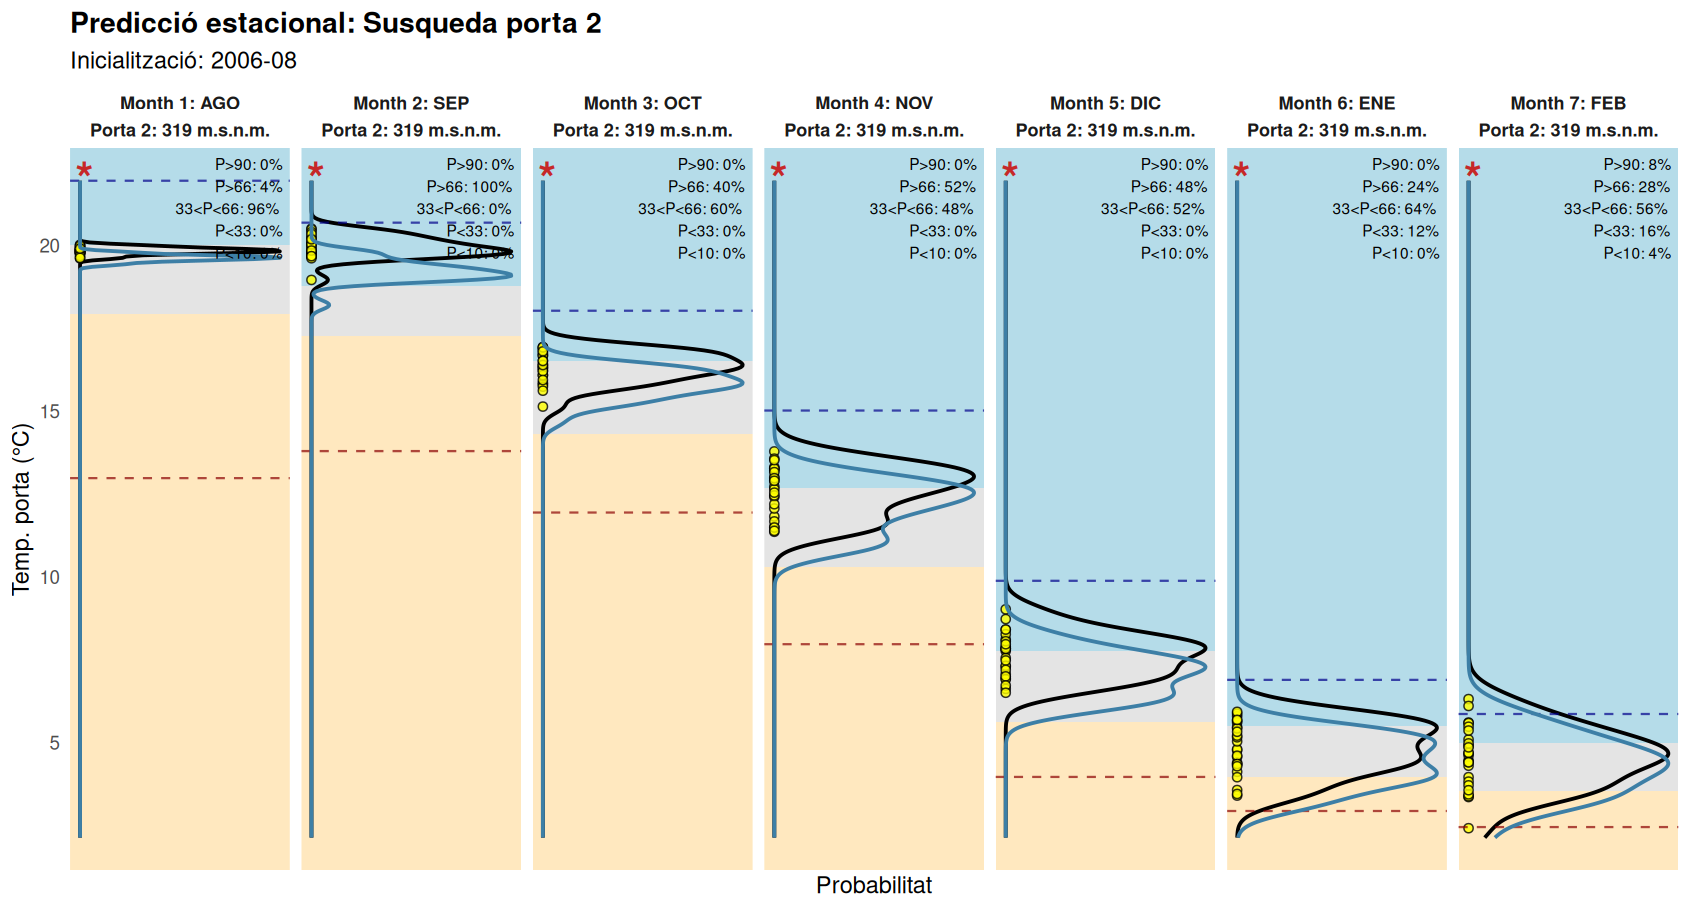 Predicció estacional: Susqueda porta 2
Inicialització: 2006-08
Month 1: AGO
Porta 2: 319 m.s.n.m.
Month 2: SEP
Porta 2: 319 m.s.n.m.
Month 3: OCT
Porta 2: 319 m.s.n.m.
Month 4: NOV
Porta 2: 319 m.s.n.m.
Month 5: DIC
Porta 2: 319 m.s.n.m.
Month 6: ENE
Porta 2: 319 m.s.n.m.
Month 7: FEB
Porta 2: 319 m.s.n.m.
*
P>90: 0%
P>66: 4%
33<P<66: 96%
P<33: 0%
P<10: 0%
*
P>90: 0%
P>66: 100%
33<P<66: 0%
P<33: 0%
P<10: 0%
*
P>90: 0%
P>66: 40%
33<P<66: 60%
P<33: 0%
P<10: 0%
*
P>90: 0%
P>66: 52%
33<P<66: 48%
P<33: 0%
P<10: 0%
*
P>90: 0%
P>66: 48%
33<P<66: 52%
P<33: 0%
P<10: 0%
*
P>90: 0%
P>66: 24%
33<P<66: 64%
P<33: 12%
P<10: 0%
*
P>90: 8%
P>66: 28%
33<P<66: 56%
P<33: 16%
P<10: 4%
20
15
10
5
Temp. porta (°C)
Probabilitat